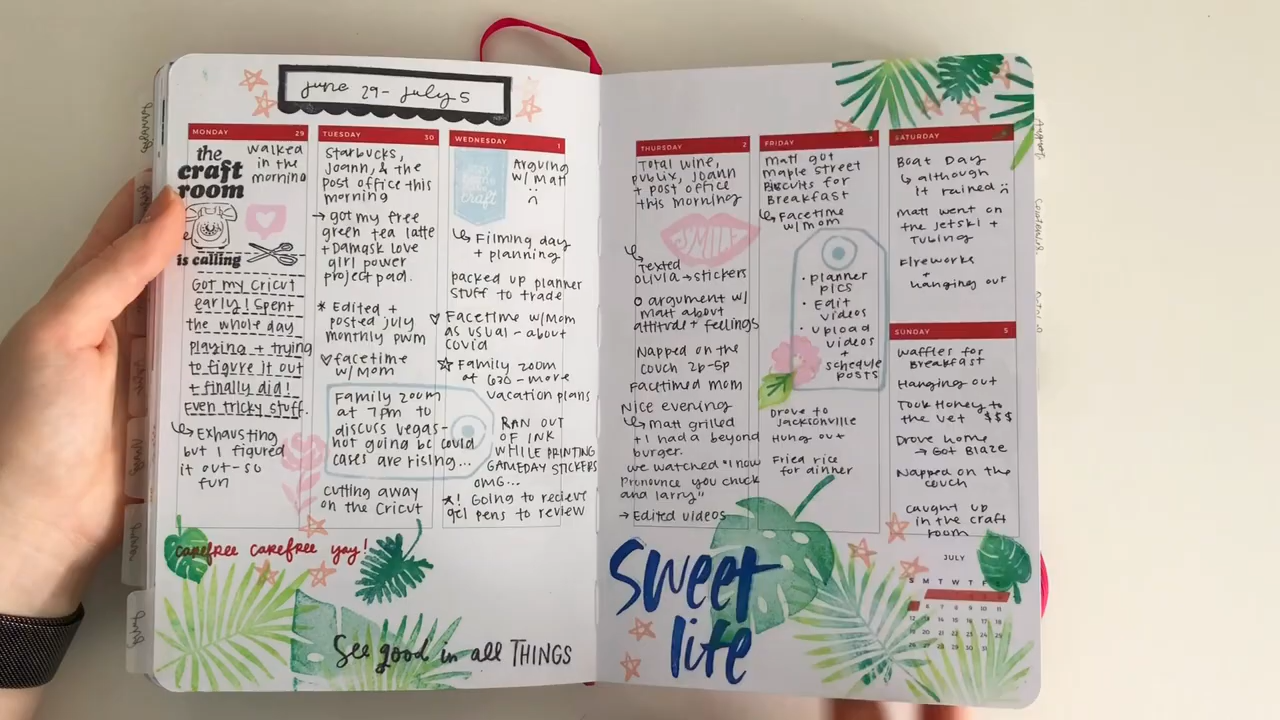 june 29 - july 5
MONDAY 29
the
craft
room
is calling
walked
in the
morning
Got my Cricut
early! Spent
the whole day
playing + trying
to figure it out
+ finally did!
Even tricky stuff.
Exhausting
but I figured
it out - so
fun
TUESDAY 30
Starbucks,
Joann, & the
post office this
morning
→ got my free
green tea latte
+ Damask love
girl power
project pad.
* Edited +
posted july
monthly pwm
♡ facetime
w/ mom
Family zoom
at 7pm to
discuss vegas-
not going bc covid
cases are rising...
cutting away
on the Cricut
WEDNESDAY 1
craft
Arguing
w/ Matt
:(
Filming day
+ planning
packed up planner
stuff to trade
♡ Facetime w/mom
as usual - about
covid
☆ Family zoom
at 630 - more
vacation plans
RAN OUT
OF INK
WHILE PRINTING
GAMEDAY STICKERS
omg...
*! Going to recieve
gel pens to review
carefree carefree yay!
See good in all THINGS
THURSDAY 2
Total wine,
publix, joann
+ post office
this morning
Texted
olivia → stickers
o argument w/
matt about
attitude + feelings
Napped on the
couch 2p-5p
Facetimed mom
Nice evening
Matt grilled
+ I had a beyond
burger.
we watched "I now
Pronounce you chuck
and larry"
→ Edited videos
FRIDAY 3
Matt got
maple street
Biscuits for
Breakfast
Facetime
w/mom
• planner
pics
• Edit
videos
• upload
videos
+
schedule
posts
Drove to
Jacksonville
Hung out
Fried rice
for dinner
SATURDAY
Boat Day
although
it rained :(
Matt went on
the jetski +
Tubing
Fireworks
+
hanging out
SUNDAY 5
Waffles for
Breakfast
Hanging out
Took Honey to
the vet $$$
Drove home
→ Got Blaze
Napped on the
couch
caught up
in the craft
room
sweet
life
JULY
S M T W T F S
6 7 8 9 10 11